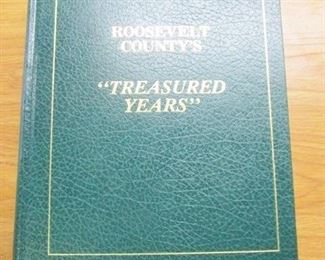 ROOSEVELT
COUNTY'S
"TREASURED
YEARS"